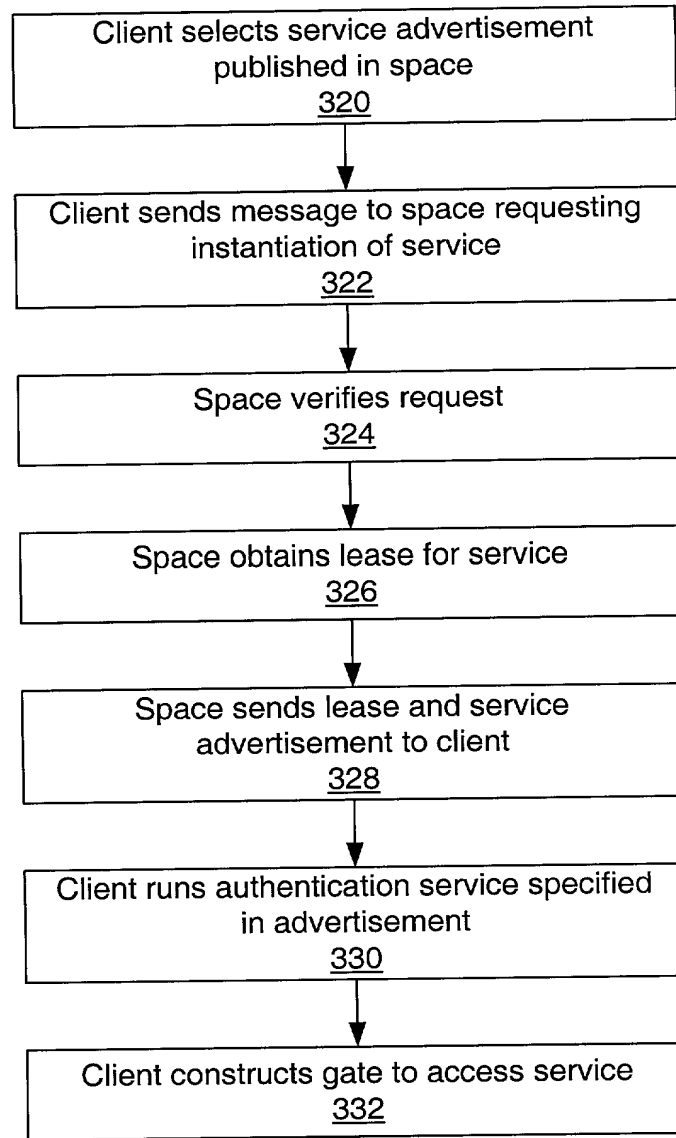 Client selects service advertisement
published in space
320
Client sends message to space requesting
instantiation of service
322
Space verifies request
324
Space obtains lease for service
326
Space sends lease and service
advertisement to client
328
Client runs authentication service specified
in advertisement
330
Client constructs gate to access service
332